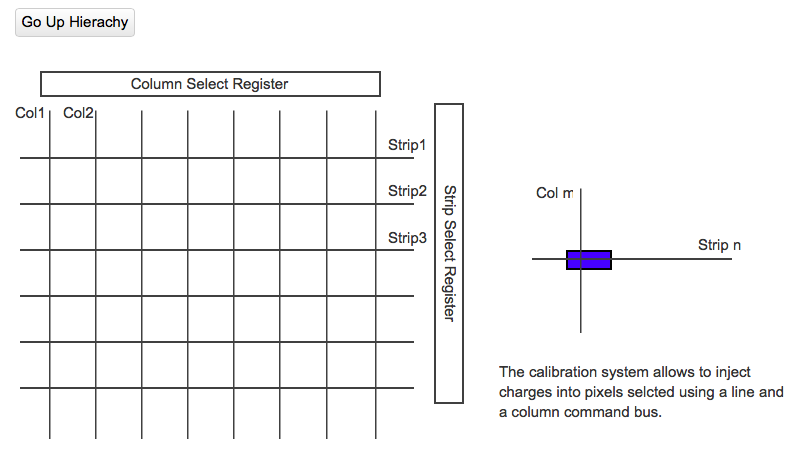 Go Up Hierachy
Column Select Register
Col1 Col2
Strip1
Strip2
Strip3
Strip Select Register
Col m
Strip n
The calibration system allows to inject
charges into pixels selcted using a line and
a column command bus.